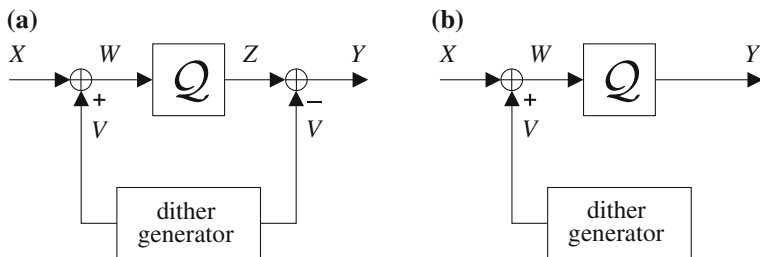 (a)
X
W
Q
Z
Y
+
−
V
V
dither
generator
(b)
X
W
Q
Y
+
V
dither
generator